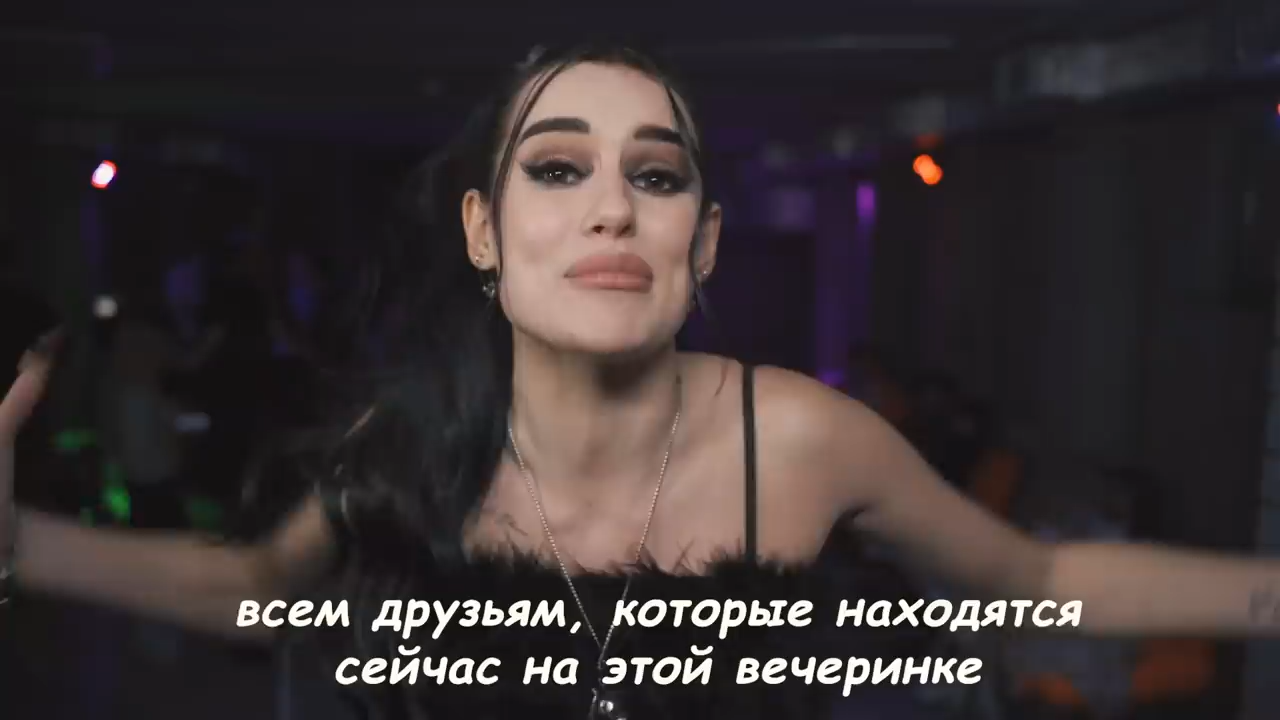 всем друзьям, которые находятся
сейчас на этой вечеринке